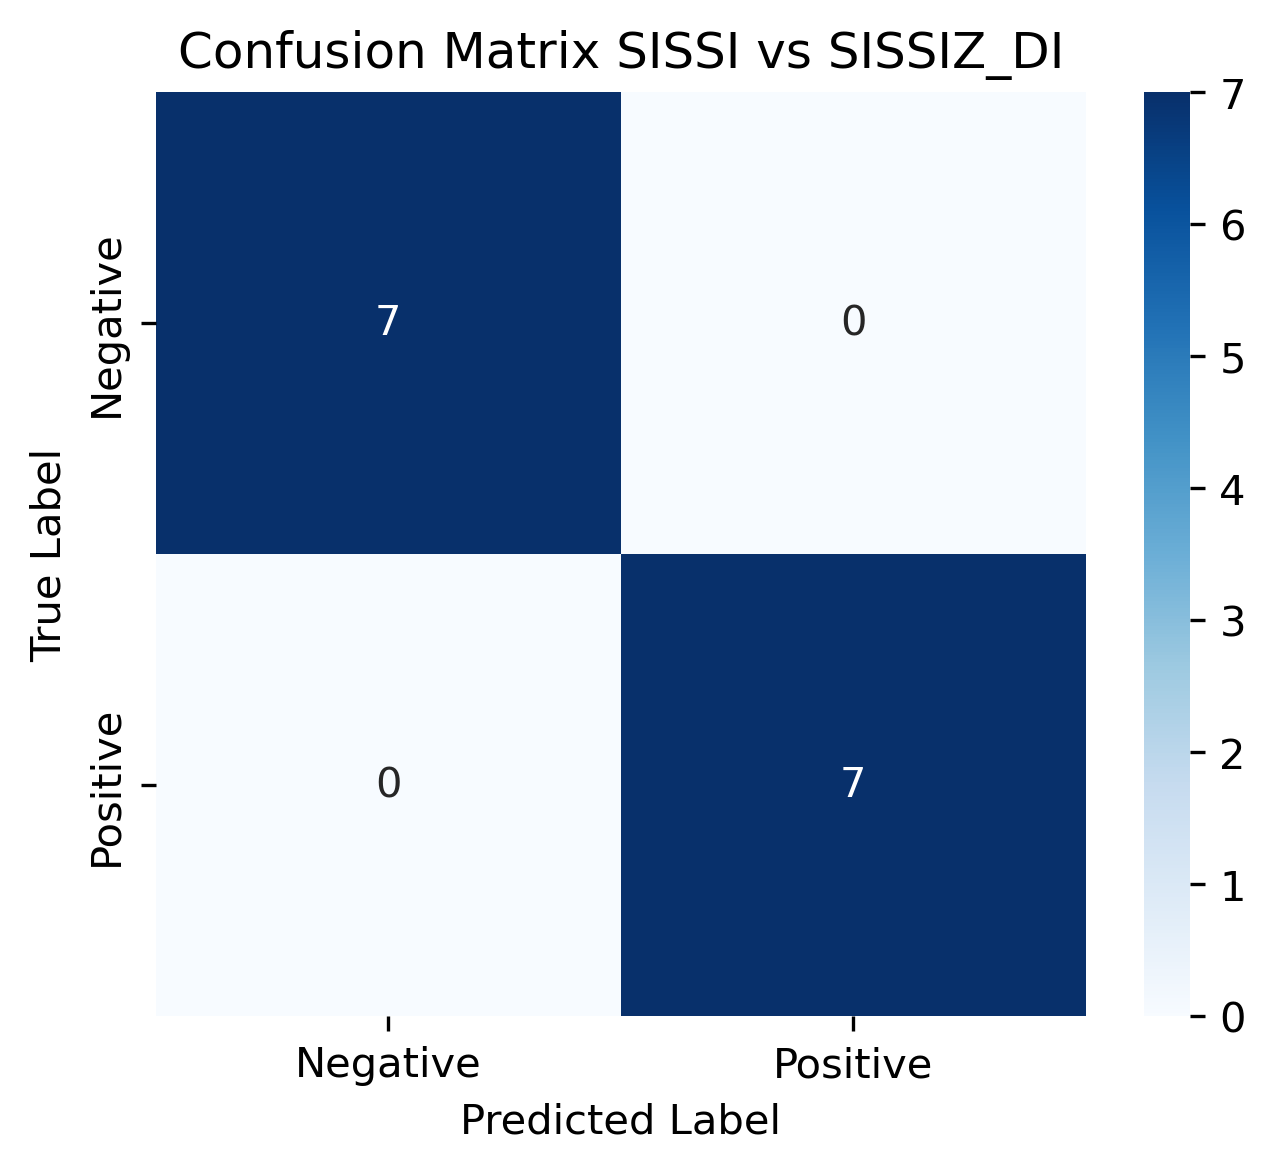 Confusion Matrix SISSI vs SISSIZ_DI
True Label
Negative
Positive
7
0
0
7
Negative
Positive
Predicted Label
7
6
5
4
3
2
1
0